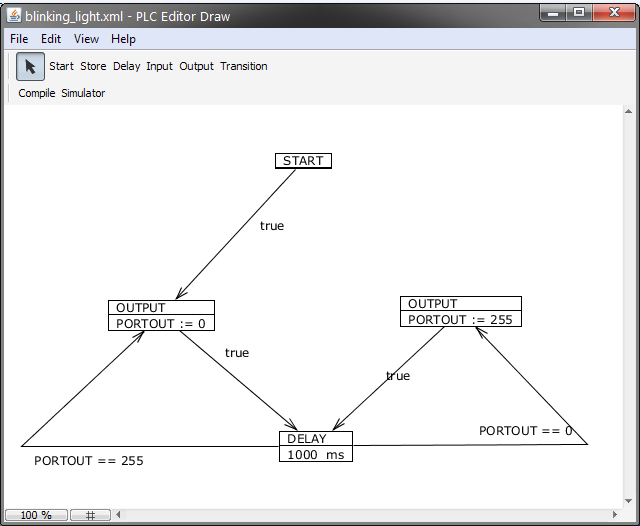 blinking_light.xml - PLC Editor Draw
File Edit View Help
Start Store Delay Input Output Transition
Compile Simulator
START
true
OUTPUT
PORTOUT := 0
OUTPUT
PORTOUT := 255
true
true
DELAY
1000 ms
PORTOUT == 0
PORTOUT == 255
100 %